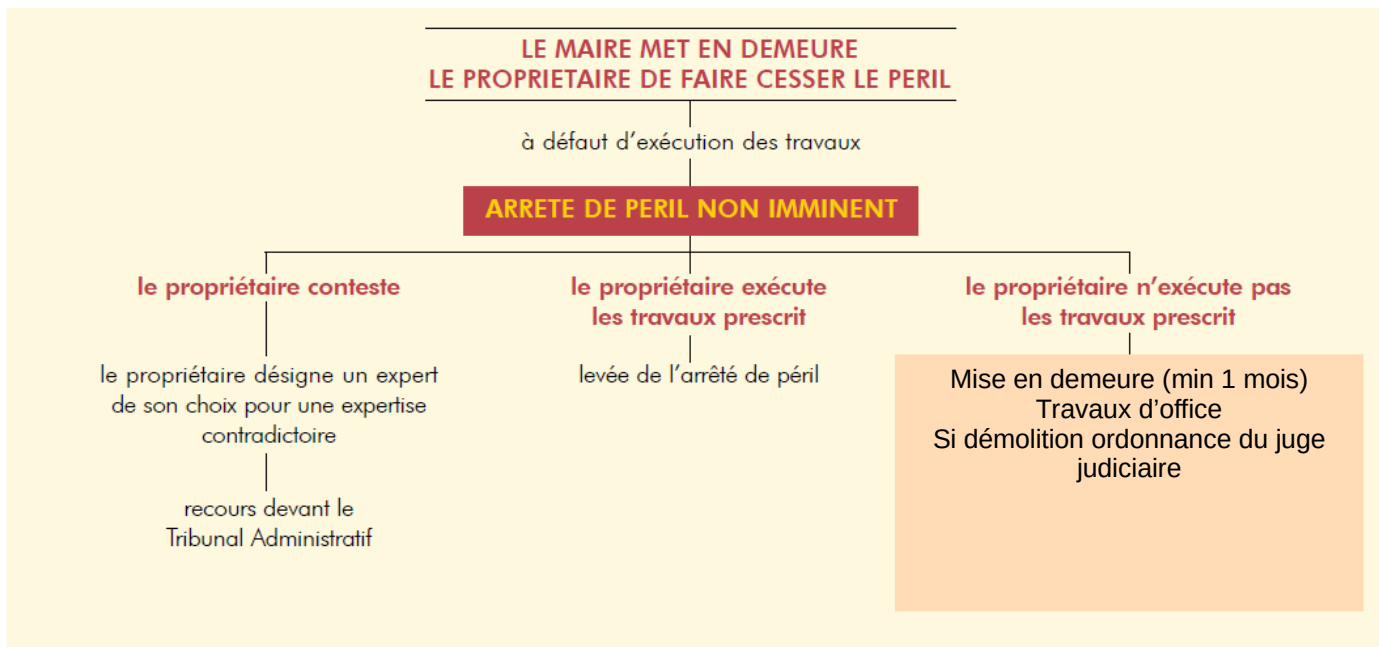 LE MAIRE MET EN DEMEURE
LE PROPRIETAIRE DE FAIRE CESSER LE PERIL
à défaut d'exécution des travaux
ARRETE DE PERIL NON IMMINENT
le propriétaire conteste
le propriétaire désigne un expert
de son choix pour une expertise
contradictoire
recours devant le
Tribunal Administratif
le propriétaire exécute
les travaux prescrit
levée de l'arrêté de péril
le propriétaire n'exécute pas
les travaux prescrit
Mise en demeure (min 1 mois)
Travaux d'office
Si démolition ordonnance du juge
judiciaire